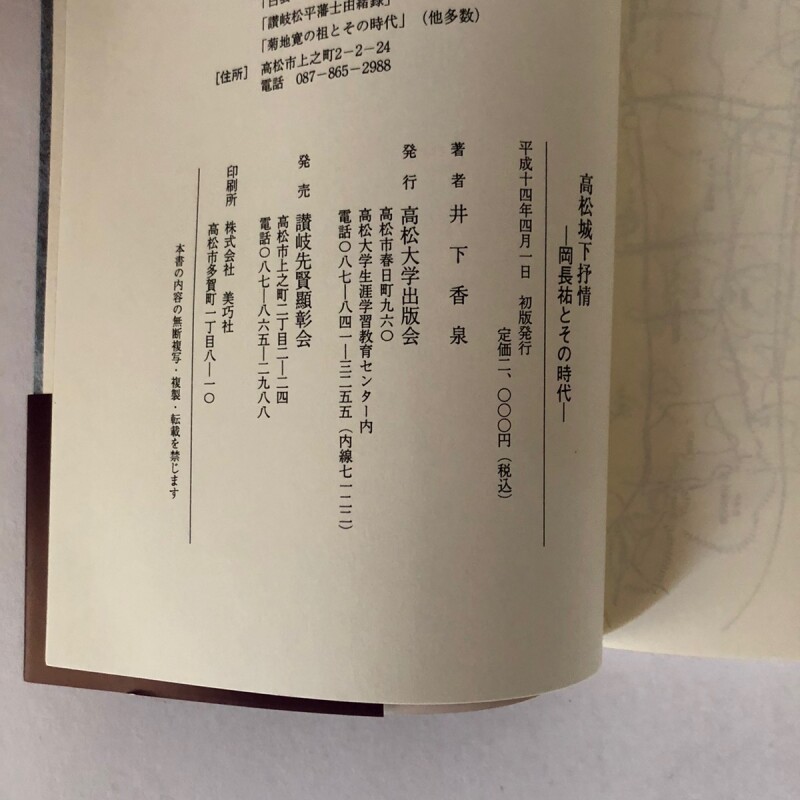 「讃岐松平藩士由緒録」
「菊地寛の祖とその時代」（他多数）
［住所］ 高松市上之町2－2－24
電話 087－865－2988
高松城下抒情
―岡長祐とその時代―
平成十四年四月一日 初版発行
定価二、〇〇〇円（税込）
著者 井下香泉
発行 高松大学出版会
高松市春日町九六〇
高松大学生涯学習教育センター内
電話〇八七―八四一―三二五五（内線七一二二）
発売 讃岐先賢顕彰会
高松市上之町二丁目二―二四
電話〇八七―八六五―二九八八
印刷所 株式会社 美巧社
高松市多賀町一丁目八―一〇
本書の内容の無断複写・複製・転載を禁じます